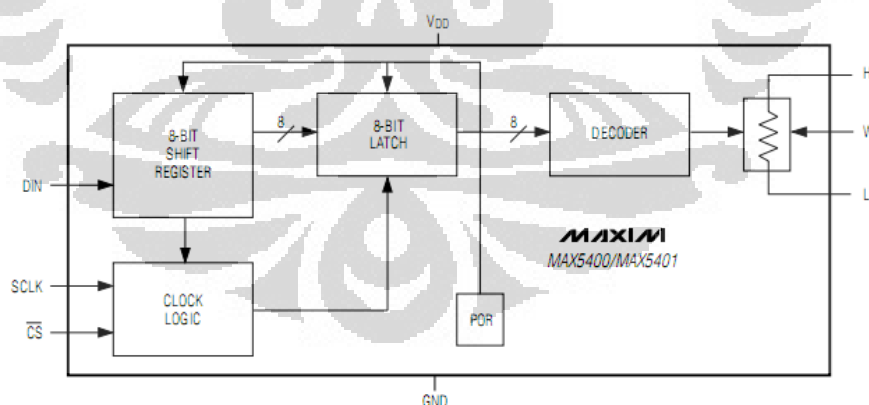 VDD
8-BIT
SHIFT
REGISTER
8
8-BIT
LATCH
8
DECODER
H
W
L
DIN
SCLK
CS
CLOCK
LOGIC
POR
MAXIM
MAX5400/MAX5401
GND